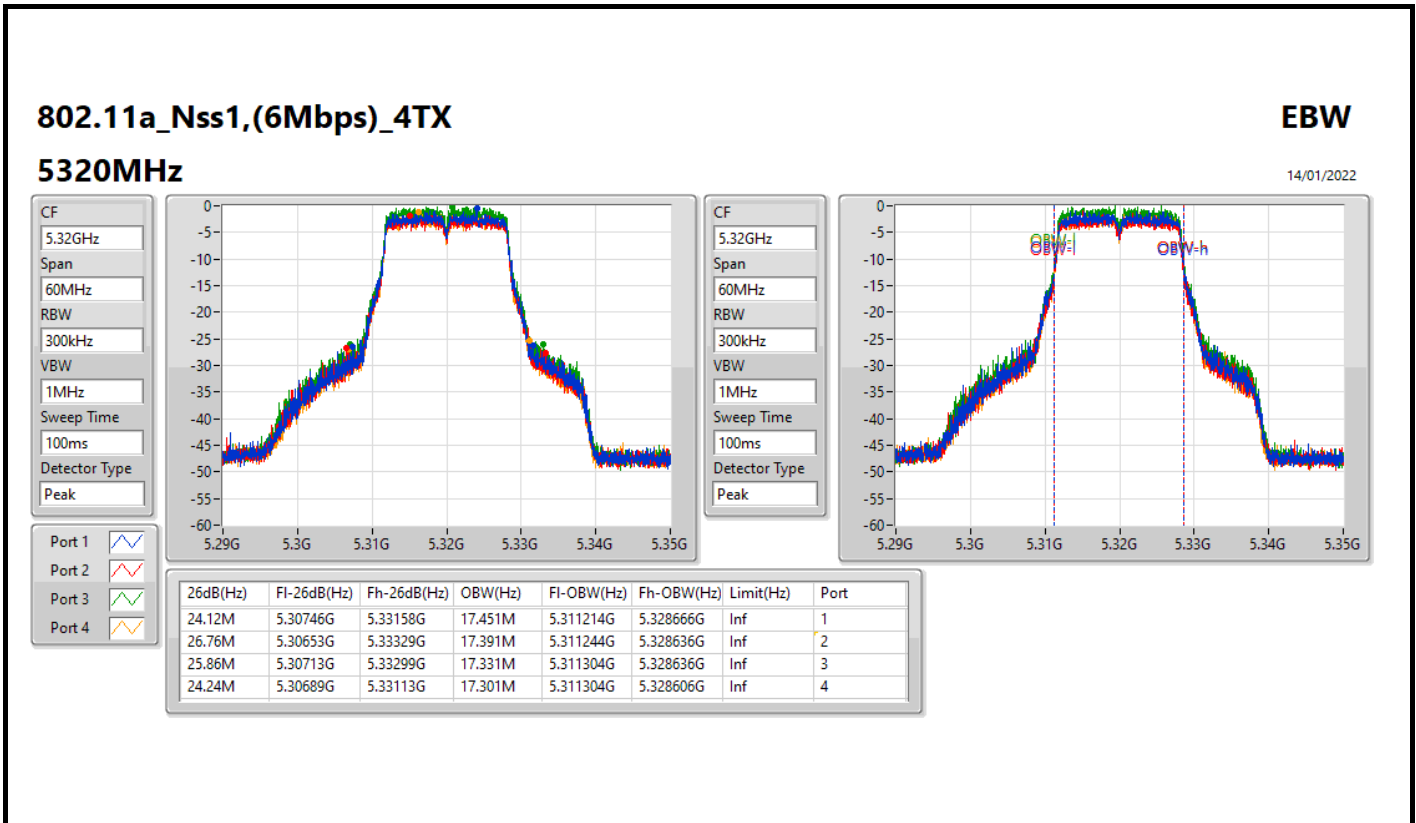 802.11a_Nss1,(6Mbps)_4TX
EBW
5320MHz
14/01/2022
CF
5.32GHz
Span
60MHz
RBW
300kHz
VBW
1MHz
Sweep Time
100ms
Detector Type
Peak
0
-5
-10
-15
-20
-25
-30
-35
-40
-45
-50
-55
-60
5.29G 5.3G 5.31G 5.32G 5.33G 5.34G 5.35G
CF
5.32GHz
Span
60MHz
RBW
300kHz
VBW
1MHz
Sweep Time
100ms
Detector Type
Peak
0
-5
-10
-15
-20
-25
-30
-35
-40
-45
-50
-55
-60
OBW-l
OBW-h
5.29G 5.3G 5.31G 5.32G 5.33G 5.34G 5.35G
Port 1
Port 2
Port 3
Port 4
26dB(Hz) Fl-26dB(Hz) Fh-26dB(Hz) OBW(Hz) Fl-OBW(Hz) Fh-OBW(Hz) Limit(Hz) Port
24.12M 5.30746G 5.33158G 17.451M 5.311214G 5.328666G Inf 1
26.76M 5.30653G 5.33329G 17.391M 5.311244G 5.328636G Inf 2
25.86M 5.30713G 5.33299G 17.331M 5.311304G 5.328636G Inf 3
24.24M 5.30689G 5.33113G 17.301M 5.311304G 5.328606G Inf 4